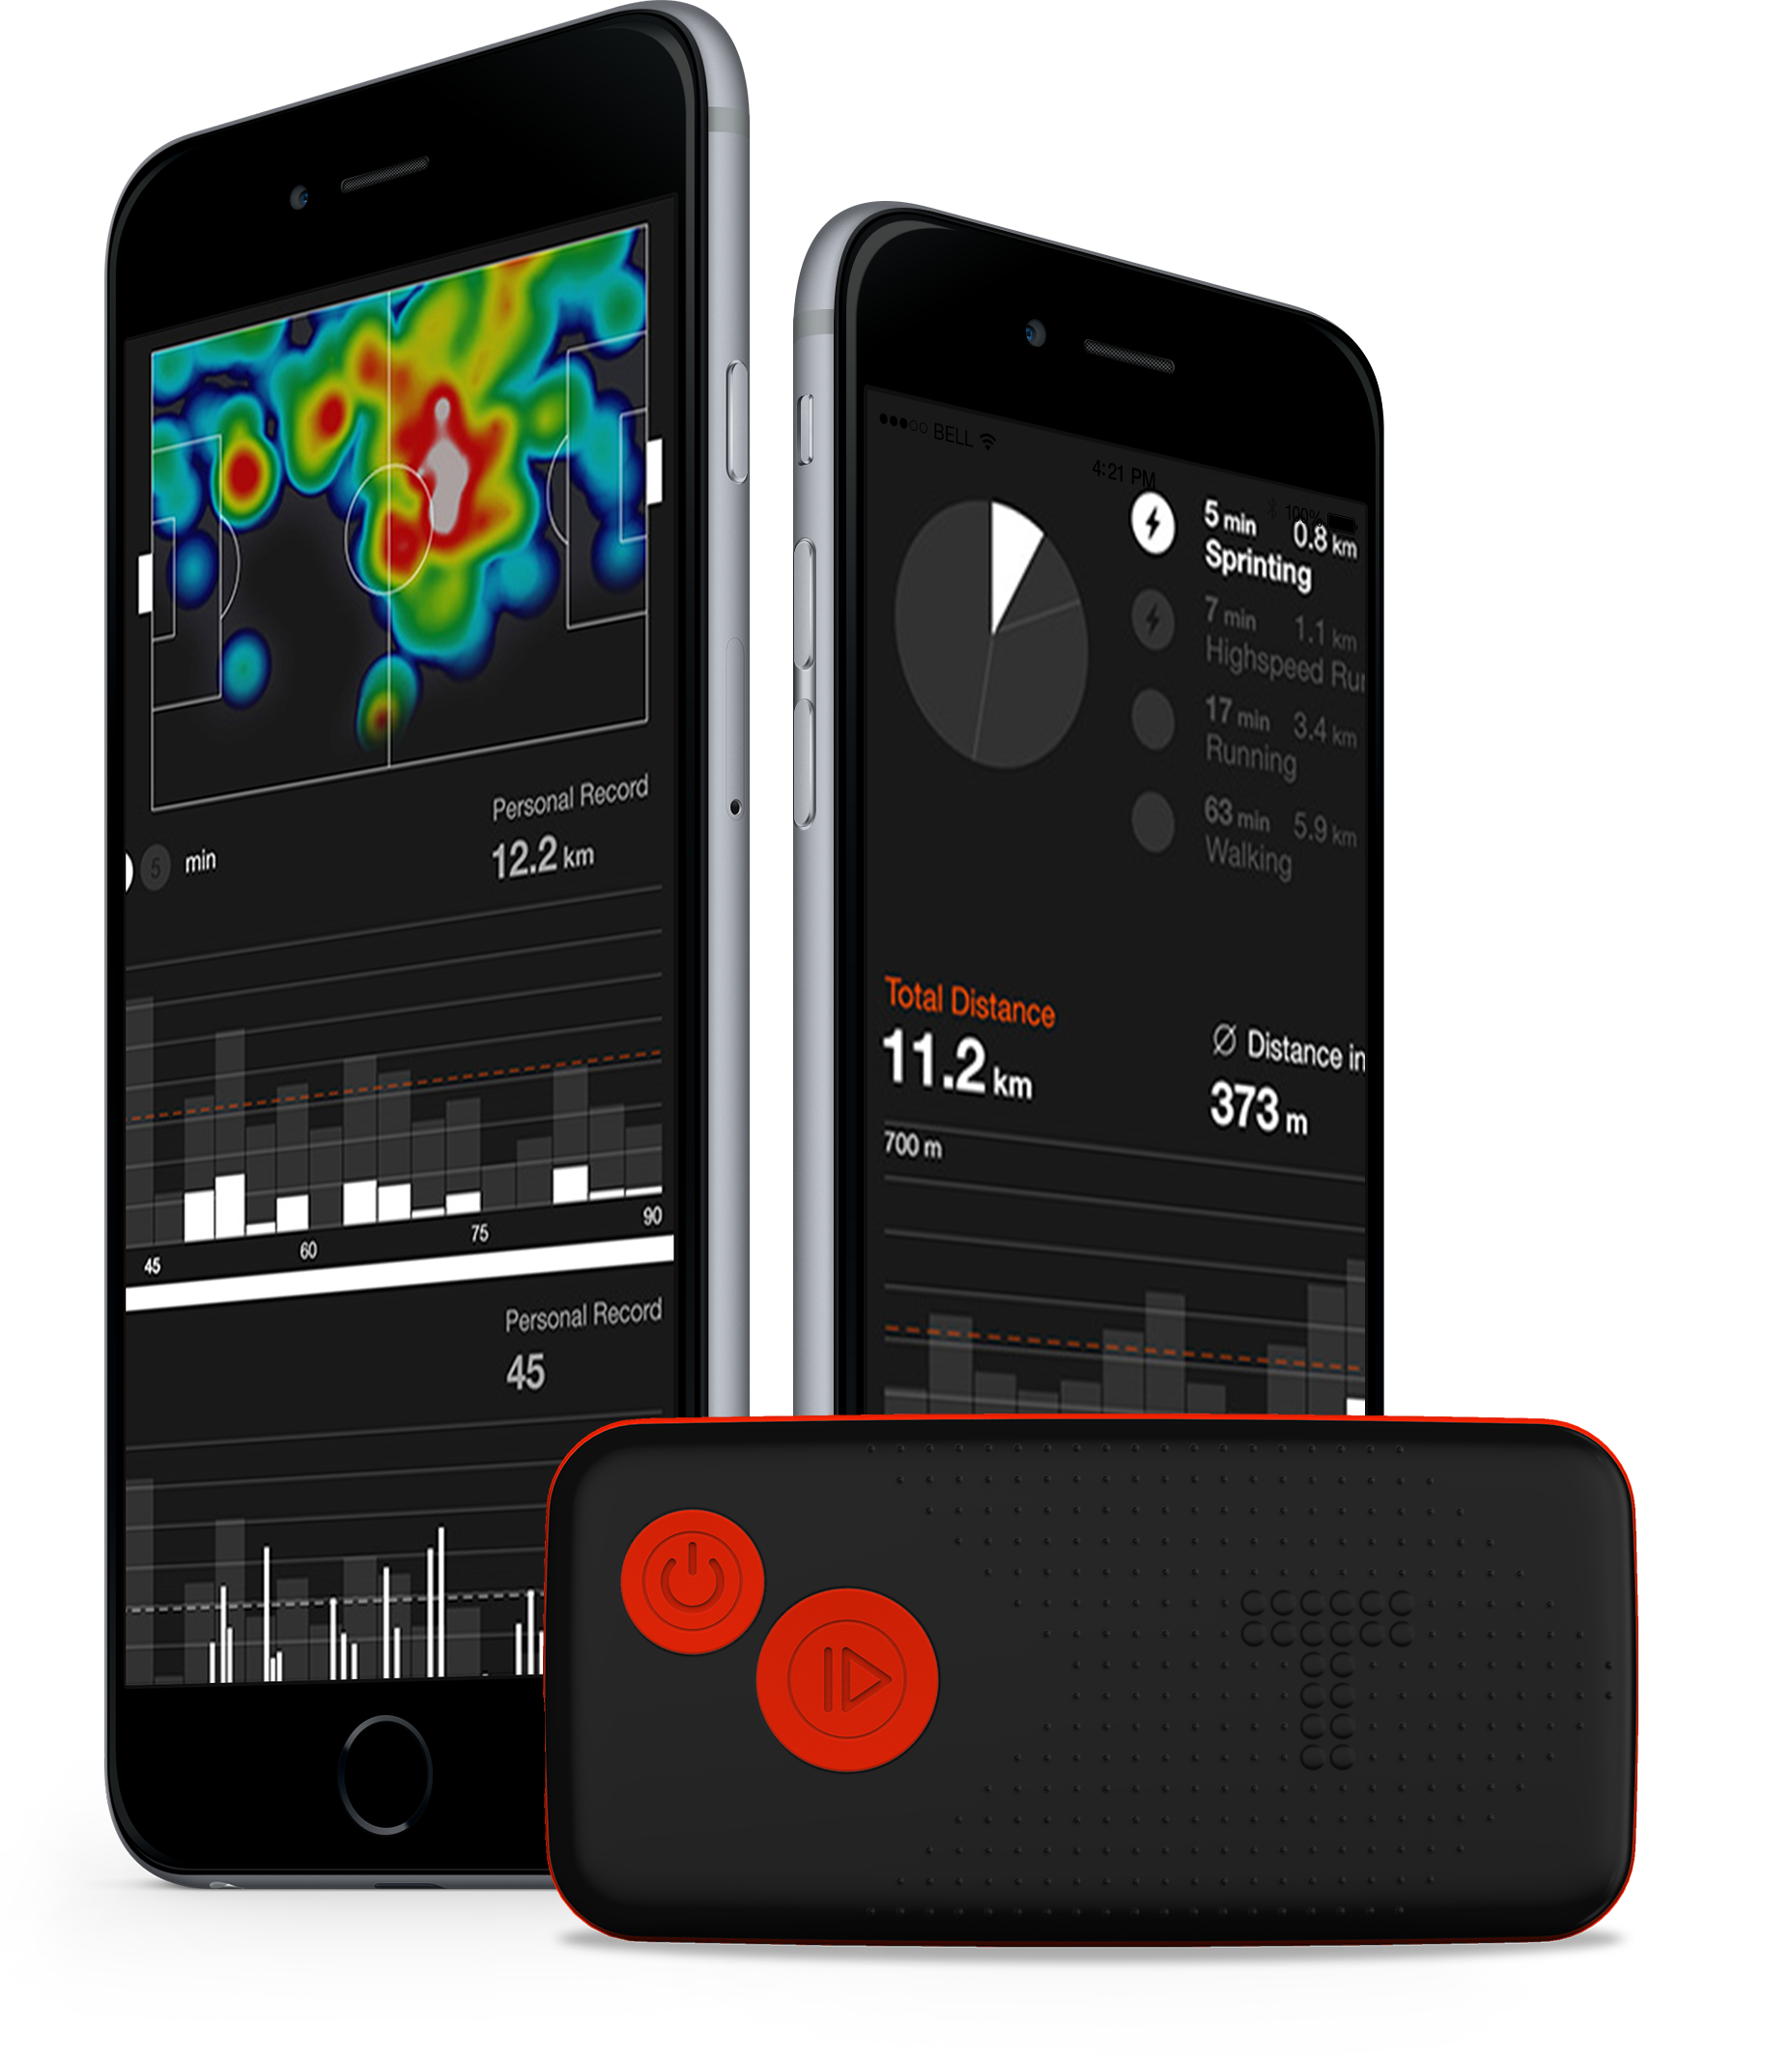 Personal Record
12.2 km
5 min
45
60
75
90
Personal Record
45
BELL
4:21 PM
100%
5 min 0.8 km
Sprinting
7 min 1.1 km
Highspeed Ru
17 min 3.4 km
Running
63 min 5.9 km
Walking
Total Distance
11.2 km
Ø Distance in
373 m
700 m
T